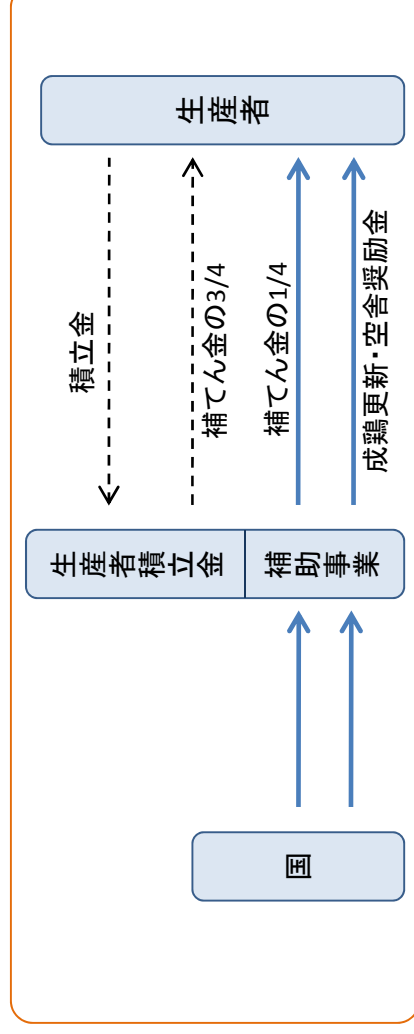 国
生産者積立金
補助事業
積立金
補てん金の3/4
補てん金の1/4
成鶏更新・空舎奨励金
生産者